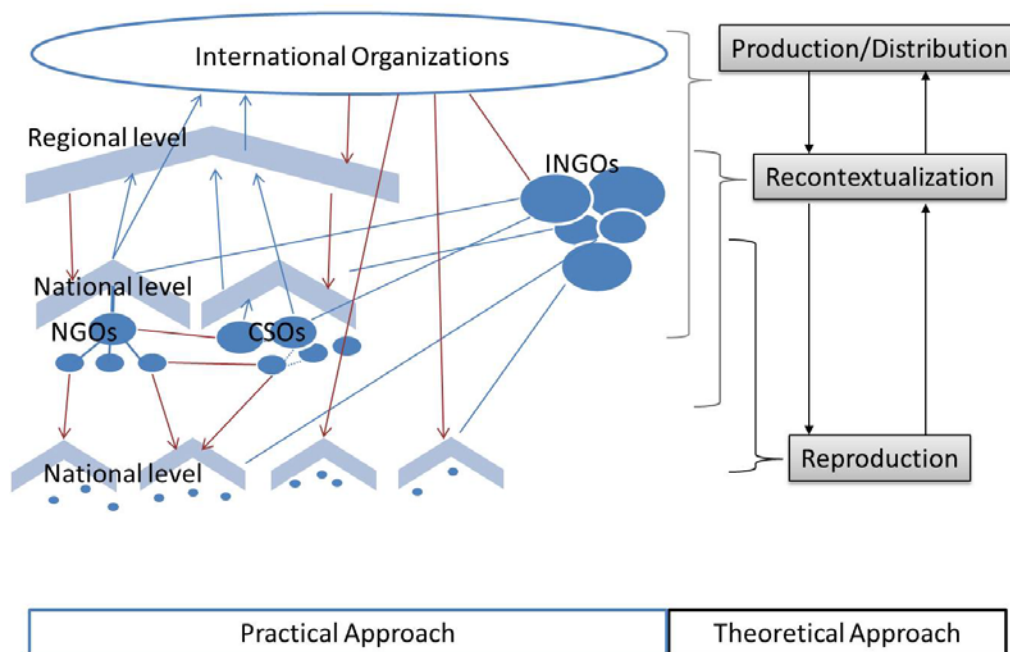 International Organizations
Production/Distribution
Regional level
INGOs
Recontextualization
National level
NGOs
CSOs
National level
Reproduction
Practical Approach
Theoretical Approach